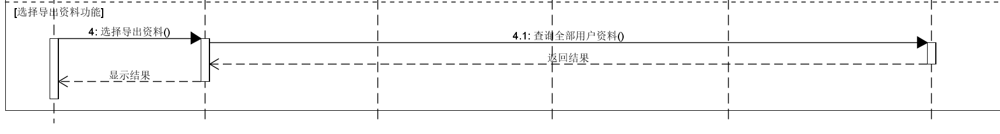 [选择导出资料功能]
4: 选择导出资料()
4.1: 查询全部用户资料()
返回结果
显示结果